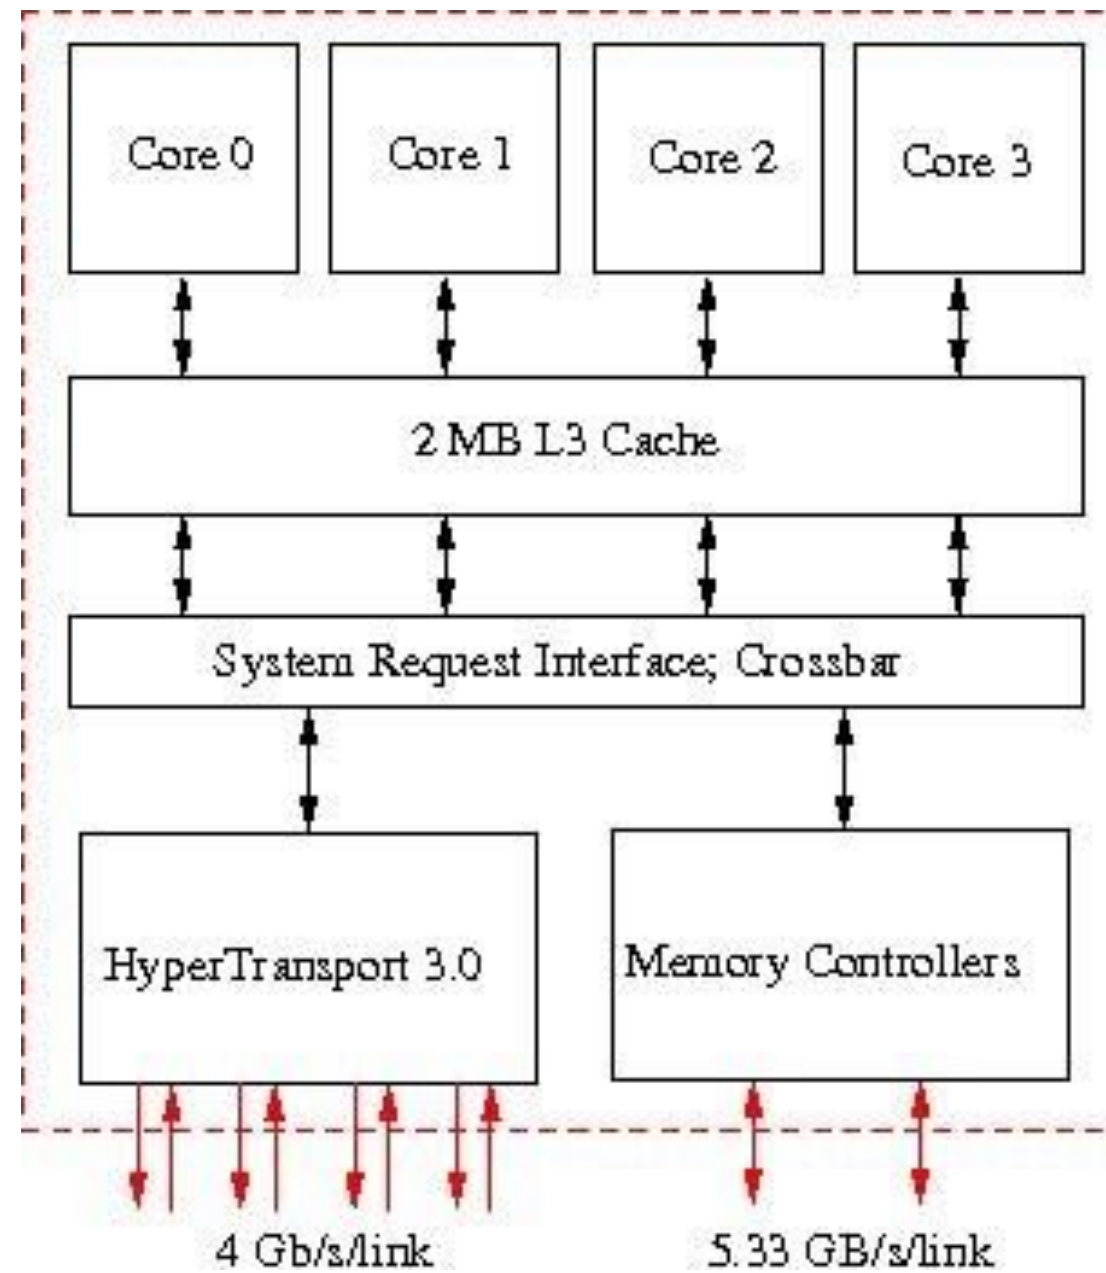 Core 0
Core 1
Core 2
Core 3
2 MB L3 Cache
System Request Interface; Crossbar
HyperTransport 3.0
Memory Controllers
4 Gb/s/link
5.33 GB/s/link